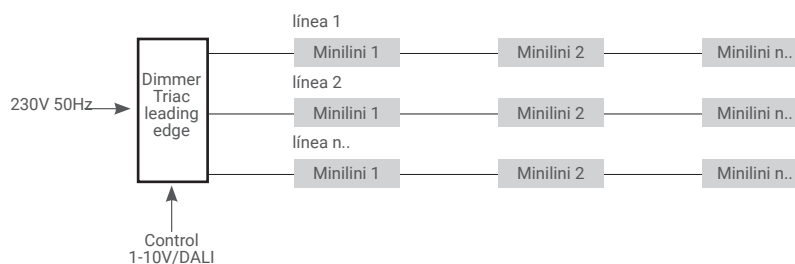 línea 1
Minilini 1 Minilini 2 Minilini n..
línea 2
230V 50Hz
Dimmer
Triac
leading
edge
Minilini 1 Minilini 2 Minilini n..
línea n..
Minilini 1 Minilini 2 Minilini n..
Control
1-10V/DALI